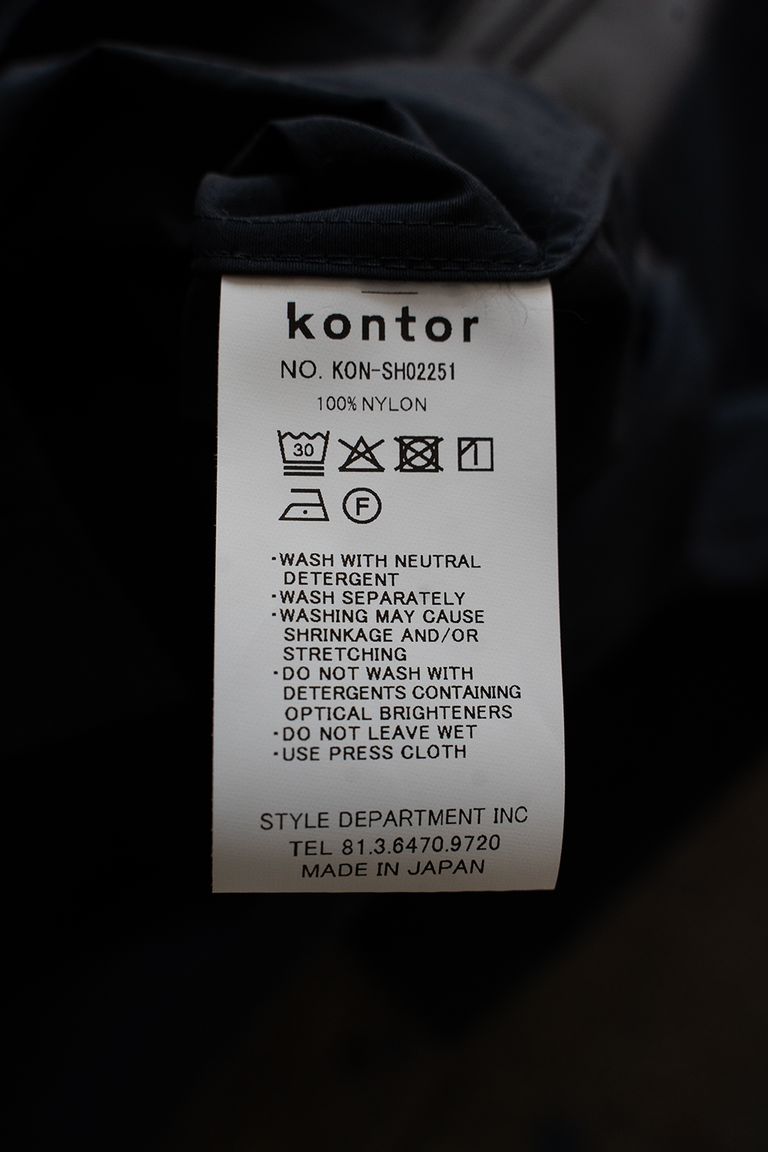 kontor
NO. KON-SH02251
100% NYLON
30
F
·WASH WITH NEUTRAL
DETERGENT
·WASH SEPARATELY
·WASHING MAY CAUSE
SHRINKAGE AND/OR
STRETCHING
·DO NOT WASH WITH
DETERGENTS CONTAINING
OPTICAL BRIGHTENERS
·DO NOT LEAVE WET
·USE PRESS CLOTH
STYLE DEPARTMENT INC
TEL 81.3.6470.9720
MADE IN JAPAN